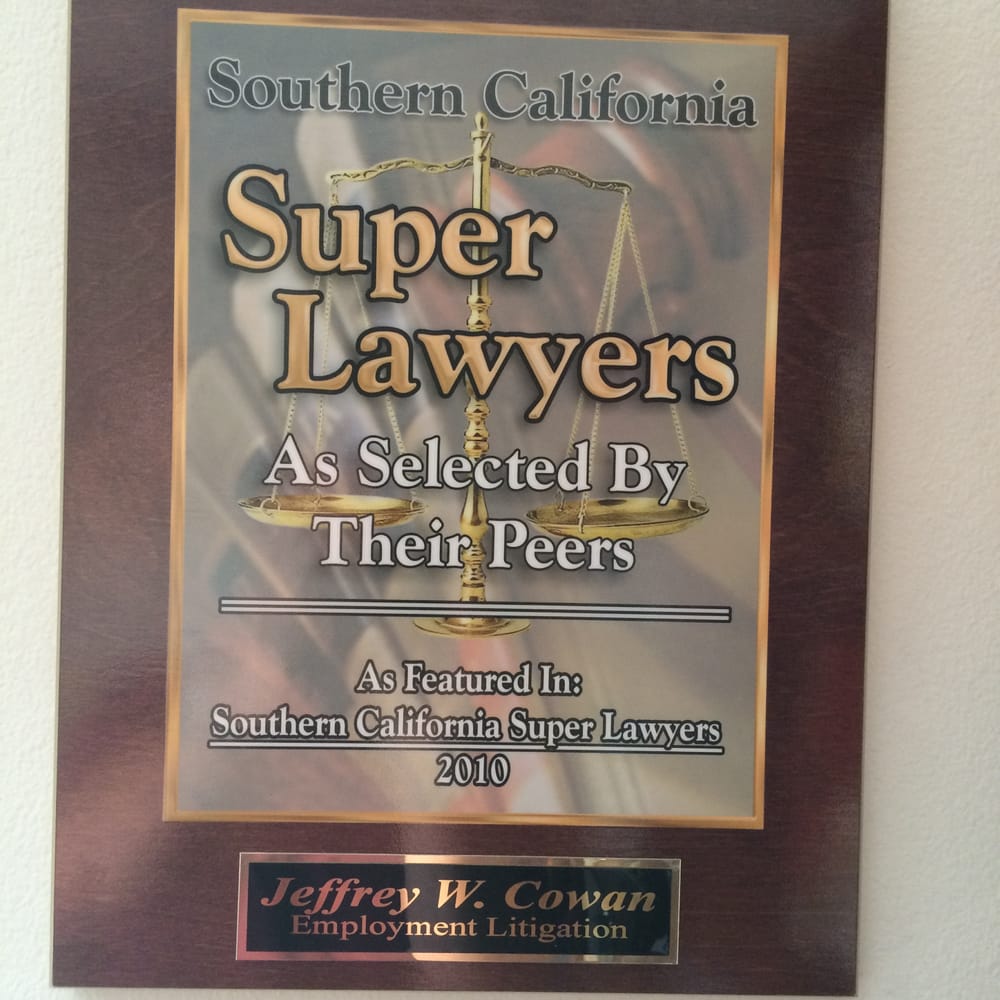 Southern California
Super
Lawyers
As Selected By
Their Peers
As Featured In:
Southern California Super Lawyers
2010
Jeffrey W. Cowan
Employment Litigation